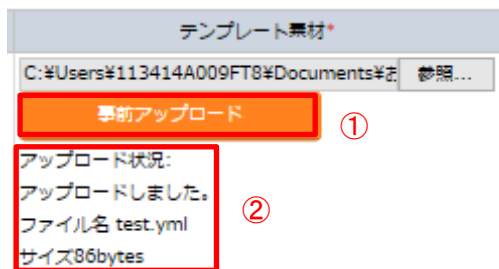 テンプレート素材*
C:¥Users¥113414A009FT8¥Documents¥お 参照...
事前アップロード
①
アップロード状況:
アップロードしました。
②
ファイル名 test.yml
サイズ86bytes